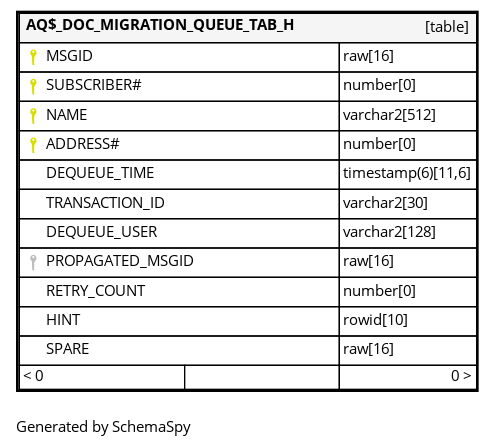 AQ$_DOC_MIGRATION_QUEUE_TAB_H [table]
MSGID raw[16]
SUBSCRIBER# number[0]
NAME varchar2[512]
ADDRESS# number[0]
DEQUEUE_TIME timestamp(6)[11,6]
TRANSACTION_ID varchar2[30]
DEQUEUE_USER varchar2[128]
PROPAGATED_MSGID raw[16]
RETRY_COUNT number[0]
HINT rowid[10]
SPARE raw[16]
< 0 0 >
Generated by SchemaSpy